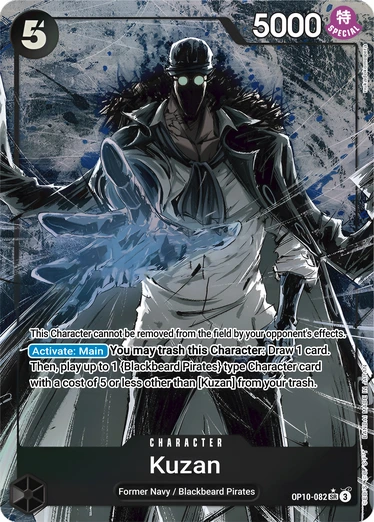 5
5000
特
SPECIAL
This Character cannot be removed from the field by your opponent's effects.
Activate: Main You may trash this Character: Draw 1 card.
Then, play up to 1 {Blackbeard Pirates} type Character card
with a cost of 5 or less other than [Kuzan] from your trash.
CHARACTER
Kuzan
Former Navy / Blackbeard Pirates
OP10-082 SR 3